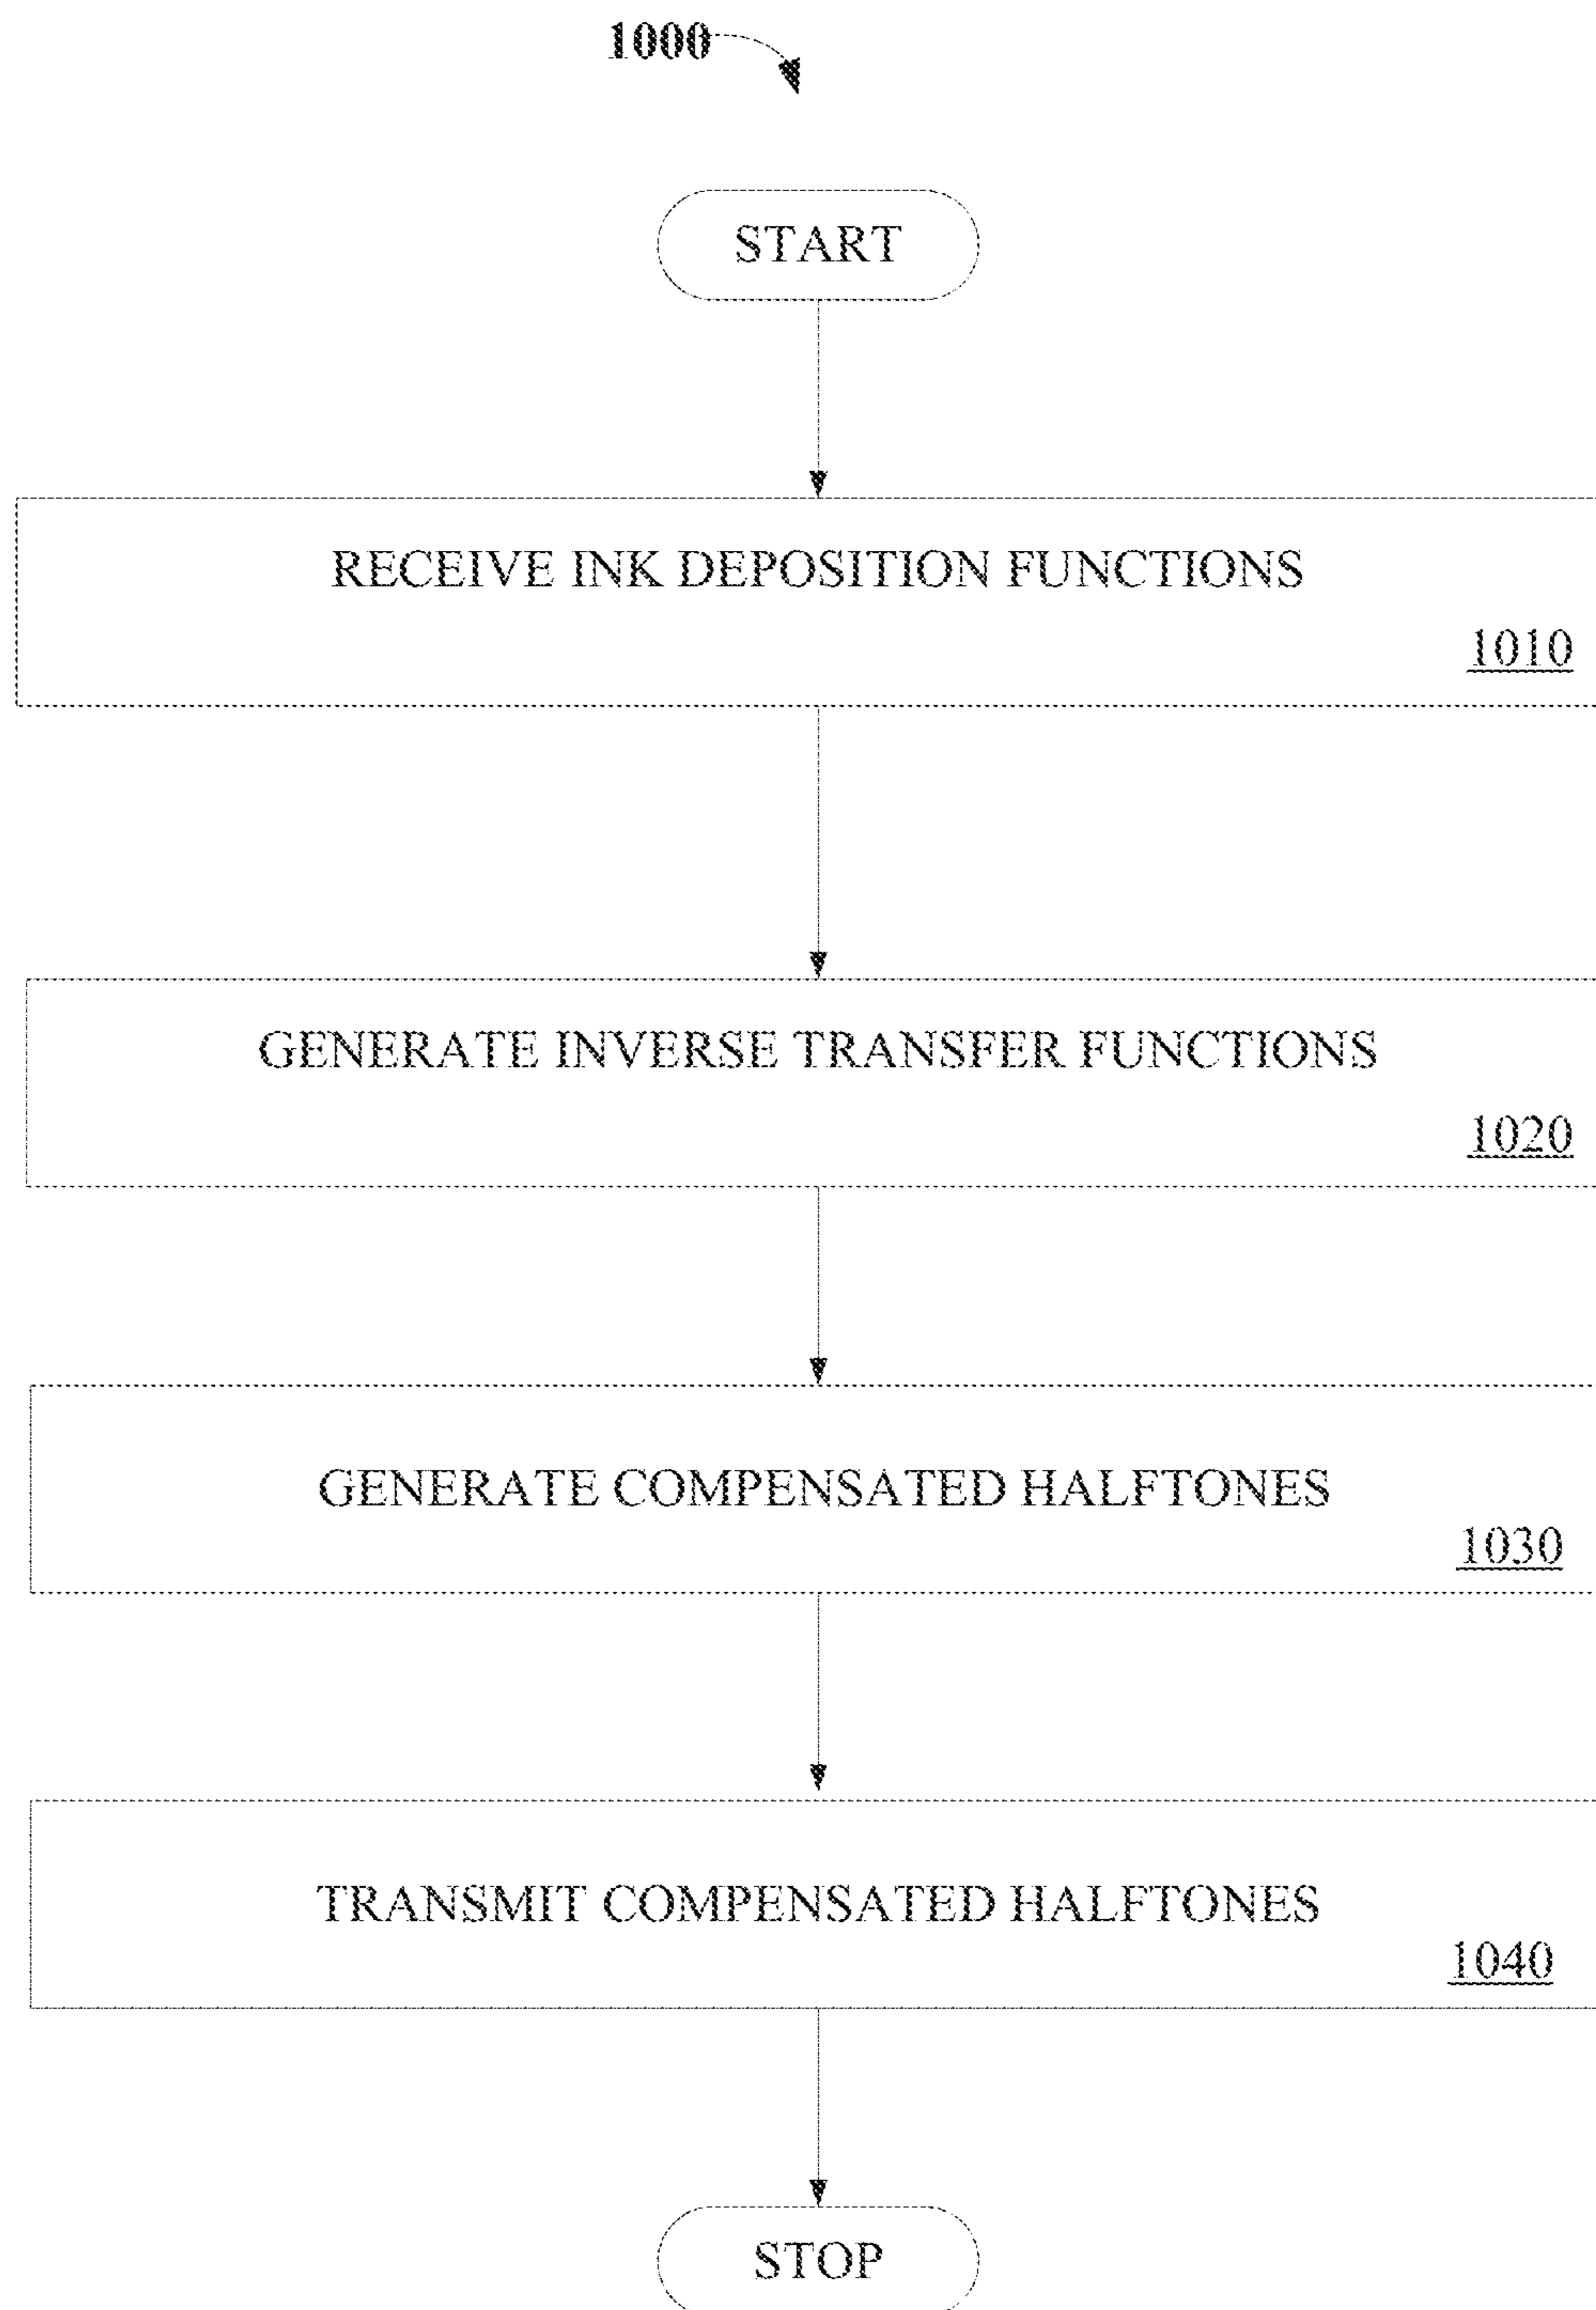 1000
START
RECEIVE INK DEPOSITION FUNCTIONS
1010
GENERATE INVERSE TRANSFER FUNCTIONS
1020
GENERATE COMPENSATED HALFTONES
1030
TRANSMIT COMPENSATED HALFTONES
1040
STOP